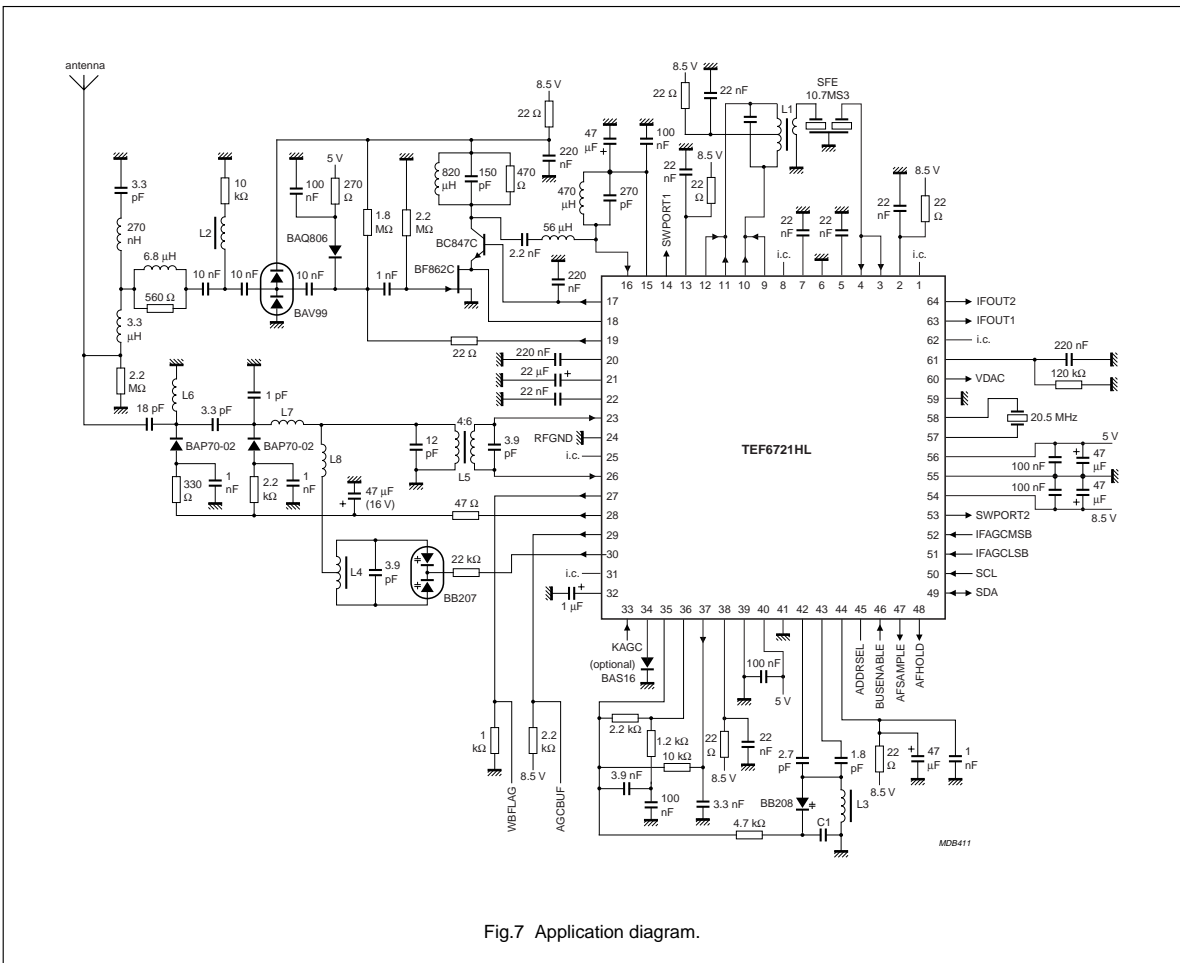 antenna
3.3 pF
270 nH
6.8 µH
560 Ω
3.3 µH
2.2 MΩ
10 nF
L2
10 kΩ
10 nF
BAV99
10 nF
100 nF
5 V
270 Ω
BAQ806
1.8 MΩ
1 nF
2.2 MΩ
820 µH
150 pF
470 Ω
8.5 V
22 Ω
220 nF
BC847C
BF862C
2.2 nF
56 µH
220 nF
470 µH
47 µF
+
270 pF
100 nF
SWPORT1
22 nF
22 Ω
8.5 V
8.5 V
22 Ω
22 nF
L1
SFE 10.7MS3
i.c.
22 nF
22 nF
22 nF
8.5 V
22 Ω
i.c.
16 15 14 13 12 11 10 9 8 7 6 5 4 3 2 1
17
18
19
20
21
22
23
24
25
26
27
28
29
30
31
32
22 Ω
220 nF
22 µF
+
22 nF
RFGND
i.c.
i.c.
1 µF
+
TEF6721HL
64
63
62
61
60
59
58
57
56
55
54
53
52
51
50
49
IFOUT2
IFOUT1
i.c.
220 nF
120 kΩ
VDAC
20.5 MHz
5 V
100 nF
+
47 µF
100 nF
+
47 µF
8.5 V
SWPORT2
IFAGCMSB
IFAGCLSB
SCL
SDA
18 pF
L6
3.3 pF
1 pF
L7
BAP70-02
BAP70-02
330 Ω
1 nF
2.2 kΩ
1 nF
L8
12 pF
4:6
L5
3.9 pF
+
47 µF (16 V)
47 Ω
L4
3.9 pF
BB207
22 kΩ
33 34 35 36 37 38 39 40 41 42 43 44 45 46 47 48
KAGC
(optional)
BAS16
1 kΩ
WBFLAG
2.2 kΩ
8.5 V
AGCBUF
2.2 kΩ
1.2 kΩ
10 kΩ
3.9 nF
100 nF
3.3 nF
22 Ω
8.5 V
22 nF
100 nF
5 V
2.7 pF
1.8 pF
BB208
L3
4.7 kΩ
C1
ADDRSEL
BUSENABLE
AFSAMPLE
AFHOLD
22 Ω
8.5 V
+
47 µF
1 nF
MDB411
Fig.7 Application diagram.